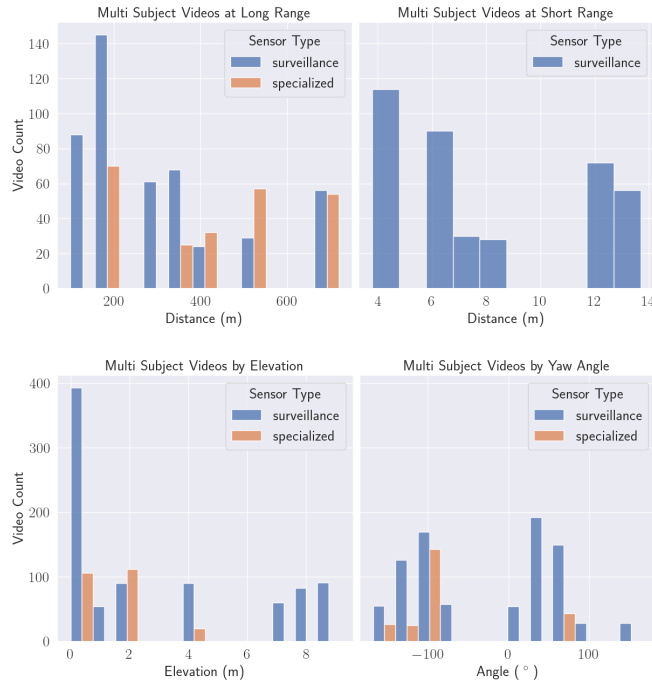 Multi Subject Videos at Long Range
Multi Subject Videos at Short Range
Sensor Type
surveillance
specialized
Sensor Type
surveillance
140
120
100
80
60
40
20
0
Video Count
200 400 600
Distance (m)
4 6 8 10 12 14
Distance (m)
Multi Subject Videos by Elevation
Multi Subject Videos by Yaw Angle
Sensor Type
surveillance
specialized
Sensor Type
surveillance
specialized
400
300
200
100
0
Video Count
0 2 4 6 8
Elevation (m)
−100 0 100
Angle (°)